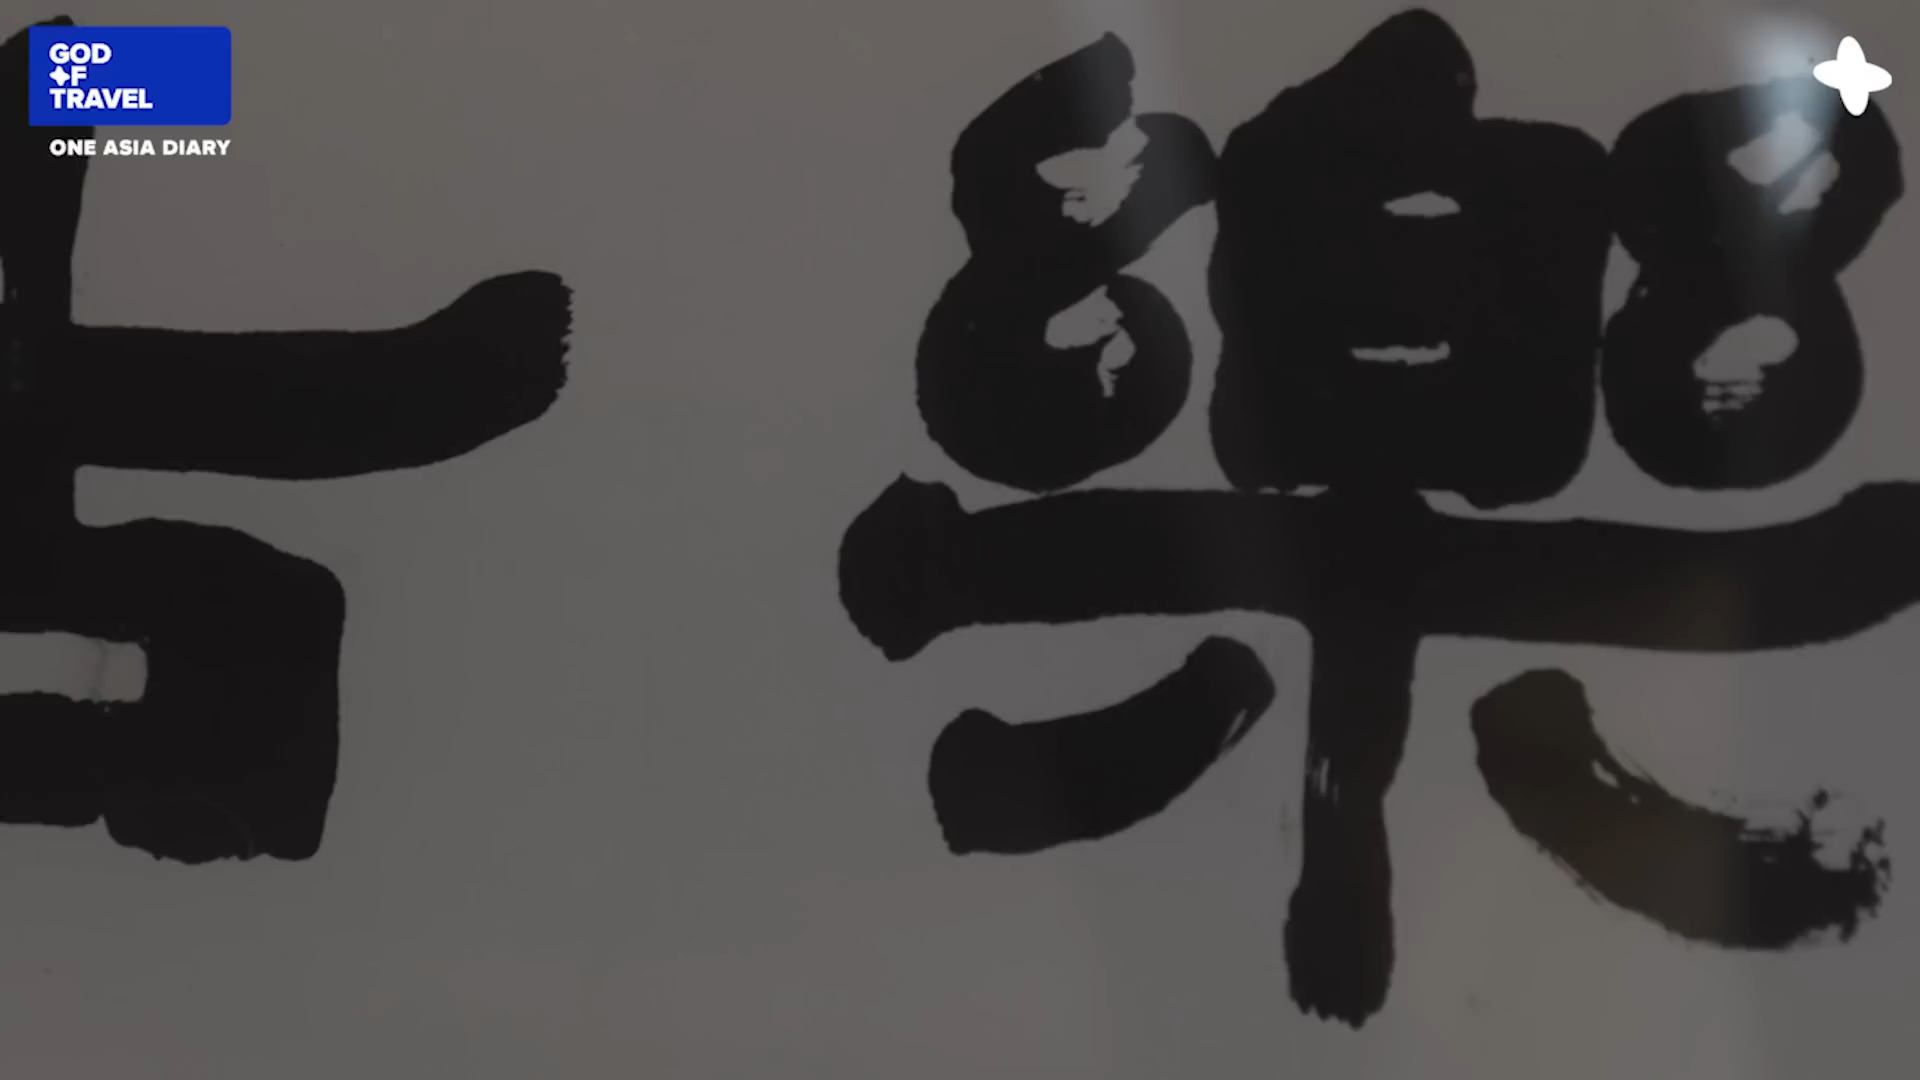 GOD
OF
TRAVEL
ONE ASIA DIARY
樂